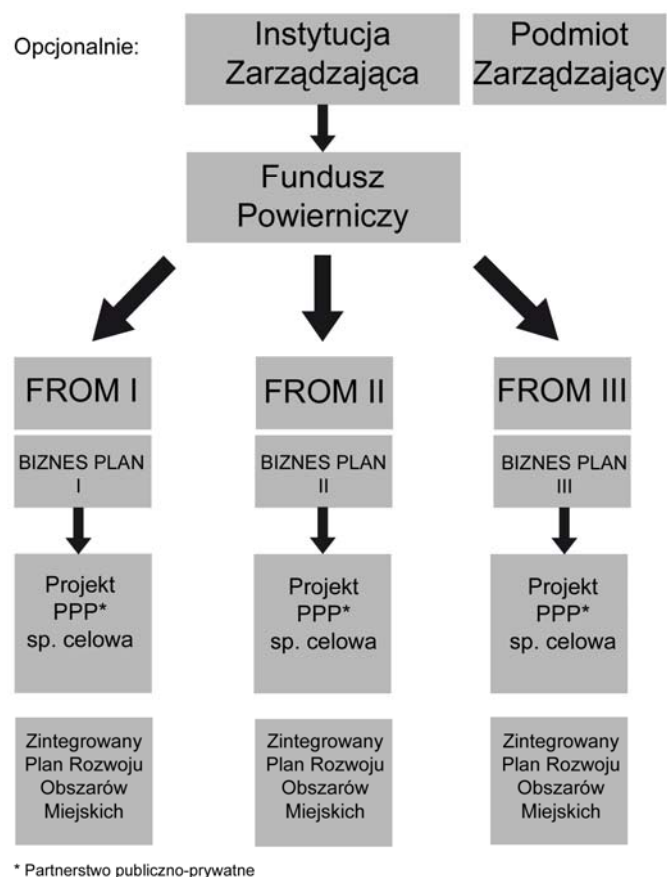 Opcjonalnie:
Instytucja
Zarządzająca
Podmiot
Zarządzający
Fundusz
Powierniczy
FROM I
FROM II
FROM III
BIZNES PLAN
I
BIZNES PLAN
II
BIZNES PLAN
III
Projekt
PPP*
sp. celowa
Projekt
PPP*
sp. celowa
Projekt
PPP*
sp. celowa
Zintegrowany
Plan Rozwoju
Obszarów
Miejskich
Zintegrowany
Plan Rozwoju
Obszarów
Miejskich
Zintegrowany
Plan Rozwoju
Obszarów
Miejskich
* Partnerstwo publiczno-prywatne